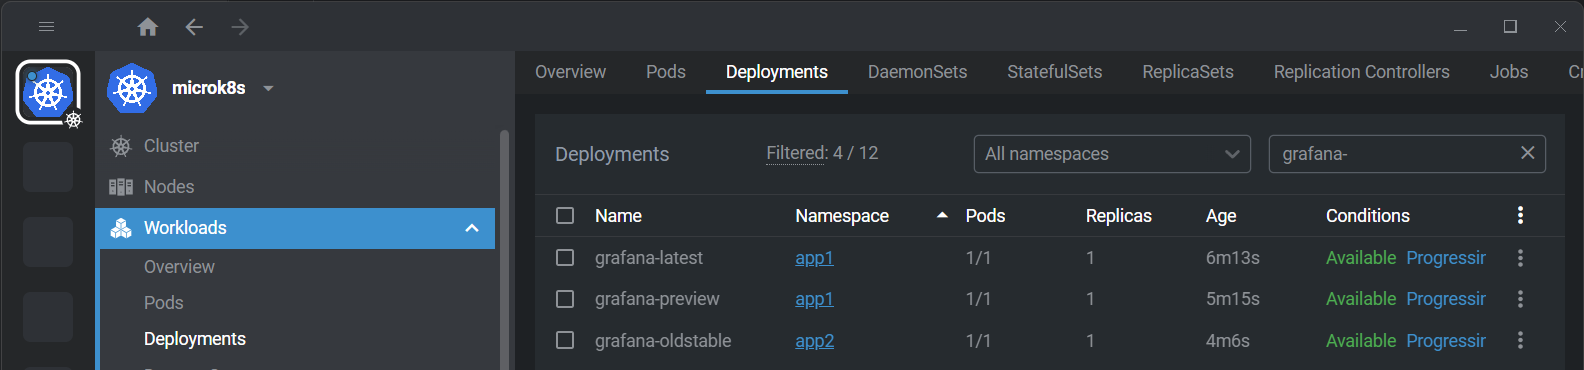 microk8s
Cluster
Nodes
Workloads
Overview
Pods
Deployments
Overview Pods Deployments DaemonSets StatefulSets ReplicaSets Replication Controllers Jobs
Deployments Filtered: 4 / 12 All namespaces grafana-
Name Namespace Pods Replicas Age Conditions
grafana-latest app1 1/1 1 6m13s Available Progressir
grafana-preview app1 1/1 1 5m15s Available Progressir
grafana-oldstable app2 1/1 1 4m6s Available Progressir